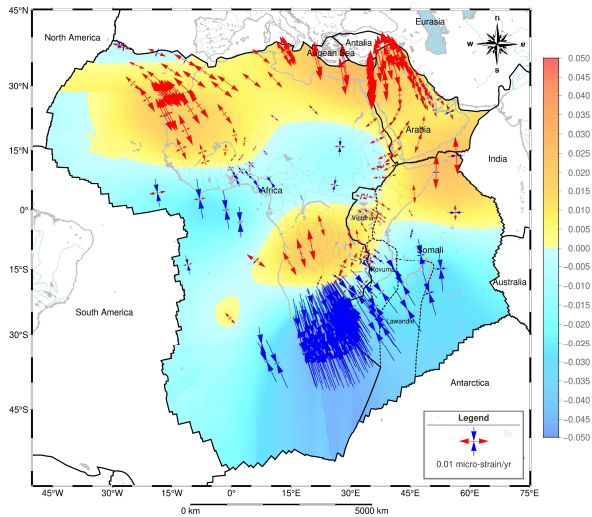 45°N
Eurasia
North America
n
w e
s
Antalia
Aegean Sea
30°N
Arabia
15°N
India
Africa
0°
Victoria
Somali
15°S
Rovuma
Australia
South America
30°S
Lwandle
Antarctica
45°S
Legend
0.01 micro-strain/yr
45°W 30°W 15°W 0° 15°E 30°E 45°E 60°E 75°E
0 km 5000 km
0.050
0.045
0.040
0.035
0.030
0.025
0.020
0.015
0.010
0.005
0.000
−0.005
−0.010
−0.015
−0.020
−0.025
−0.030
−0.035
−0.040
−0.045
−0.050